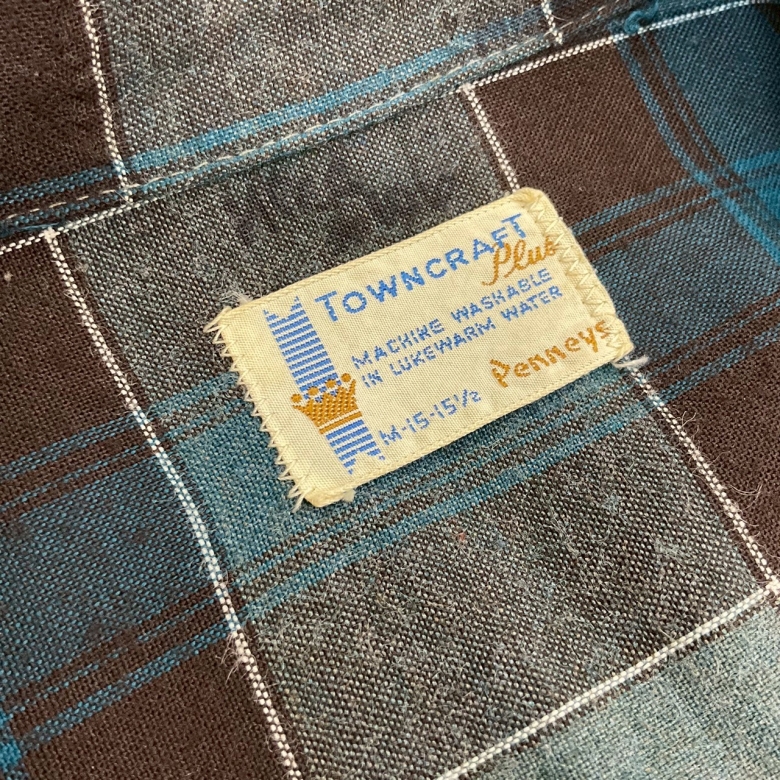 TOWNCRAFT
Plus
MACHINE WASHABLE
IN LUKEWARM WATER
Penneys
M-15-15½